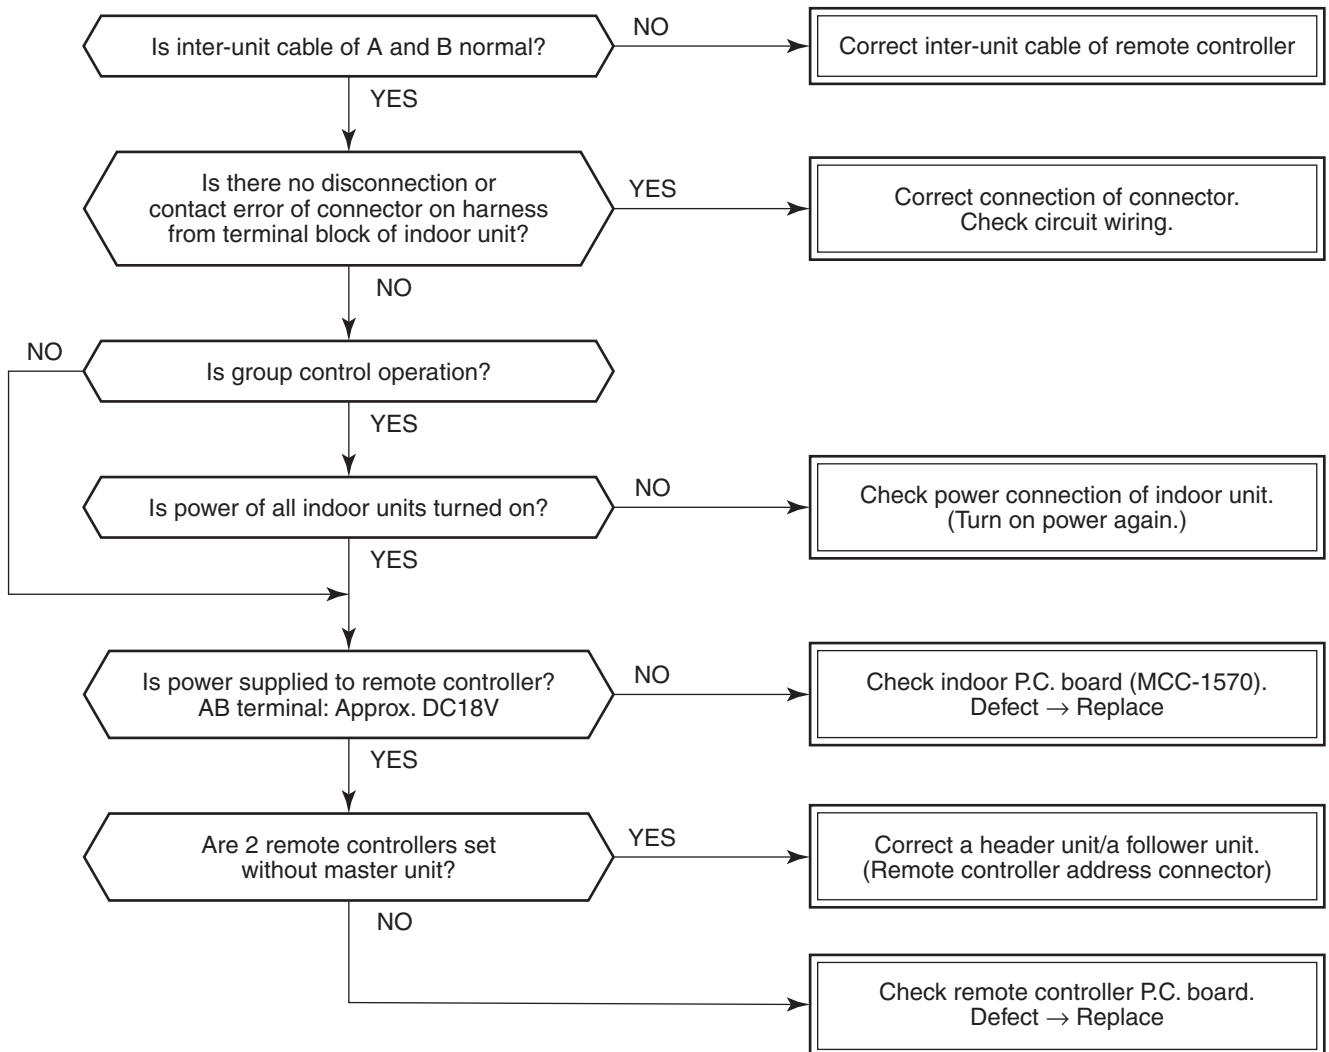 Is inter-unit cable of A and B normal?
NO
Correct inter-unit cable of remote controller
YES
Is there no disconnection or
contact error of connector on harness
from terminal block of indoor unit?
YES
Correct connection of connector.
Check circuit wiring.
NO
NO
Is group control operation?
YES
Is power of all indoor units turned on?
NO
Check power connection of indoor unit.
(Turn on power again.)
YES
Is power supplied to remote controller?
AB terminal: Approx. DC18V
NO
Check indoor P.C. board (MCC-1570).
Defect → Replace
YES
Are 2 remote controllers set
without master unit?
YES
Correct a header unit/a follower unit.
(Remote controller address connector)
NO
Check remote controller P.C. board.
Defect → Replace